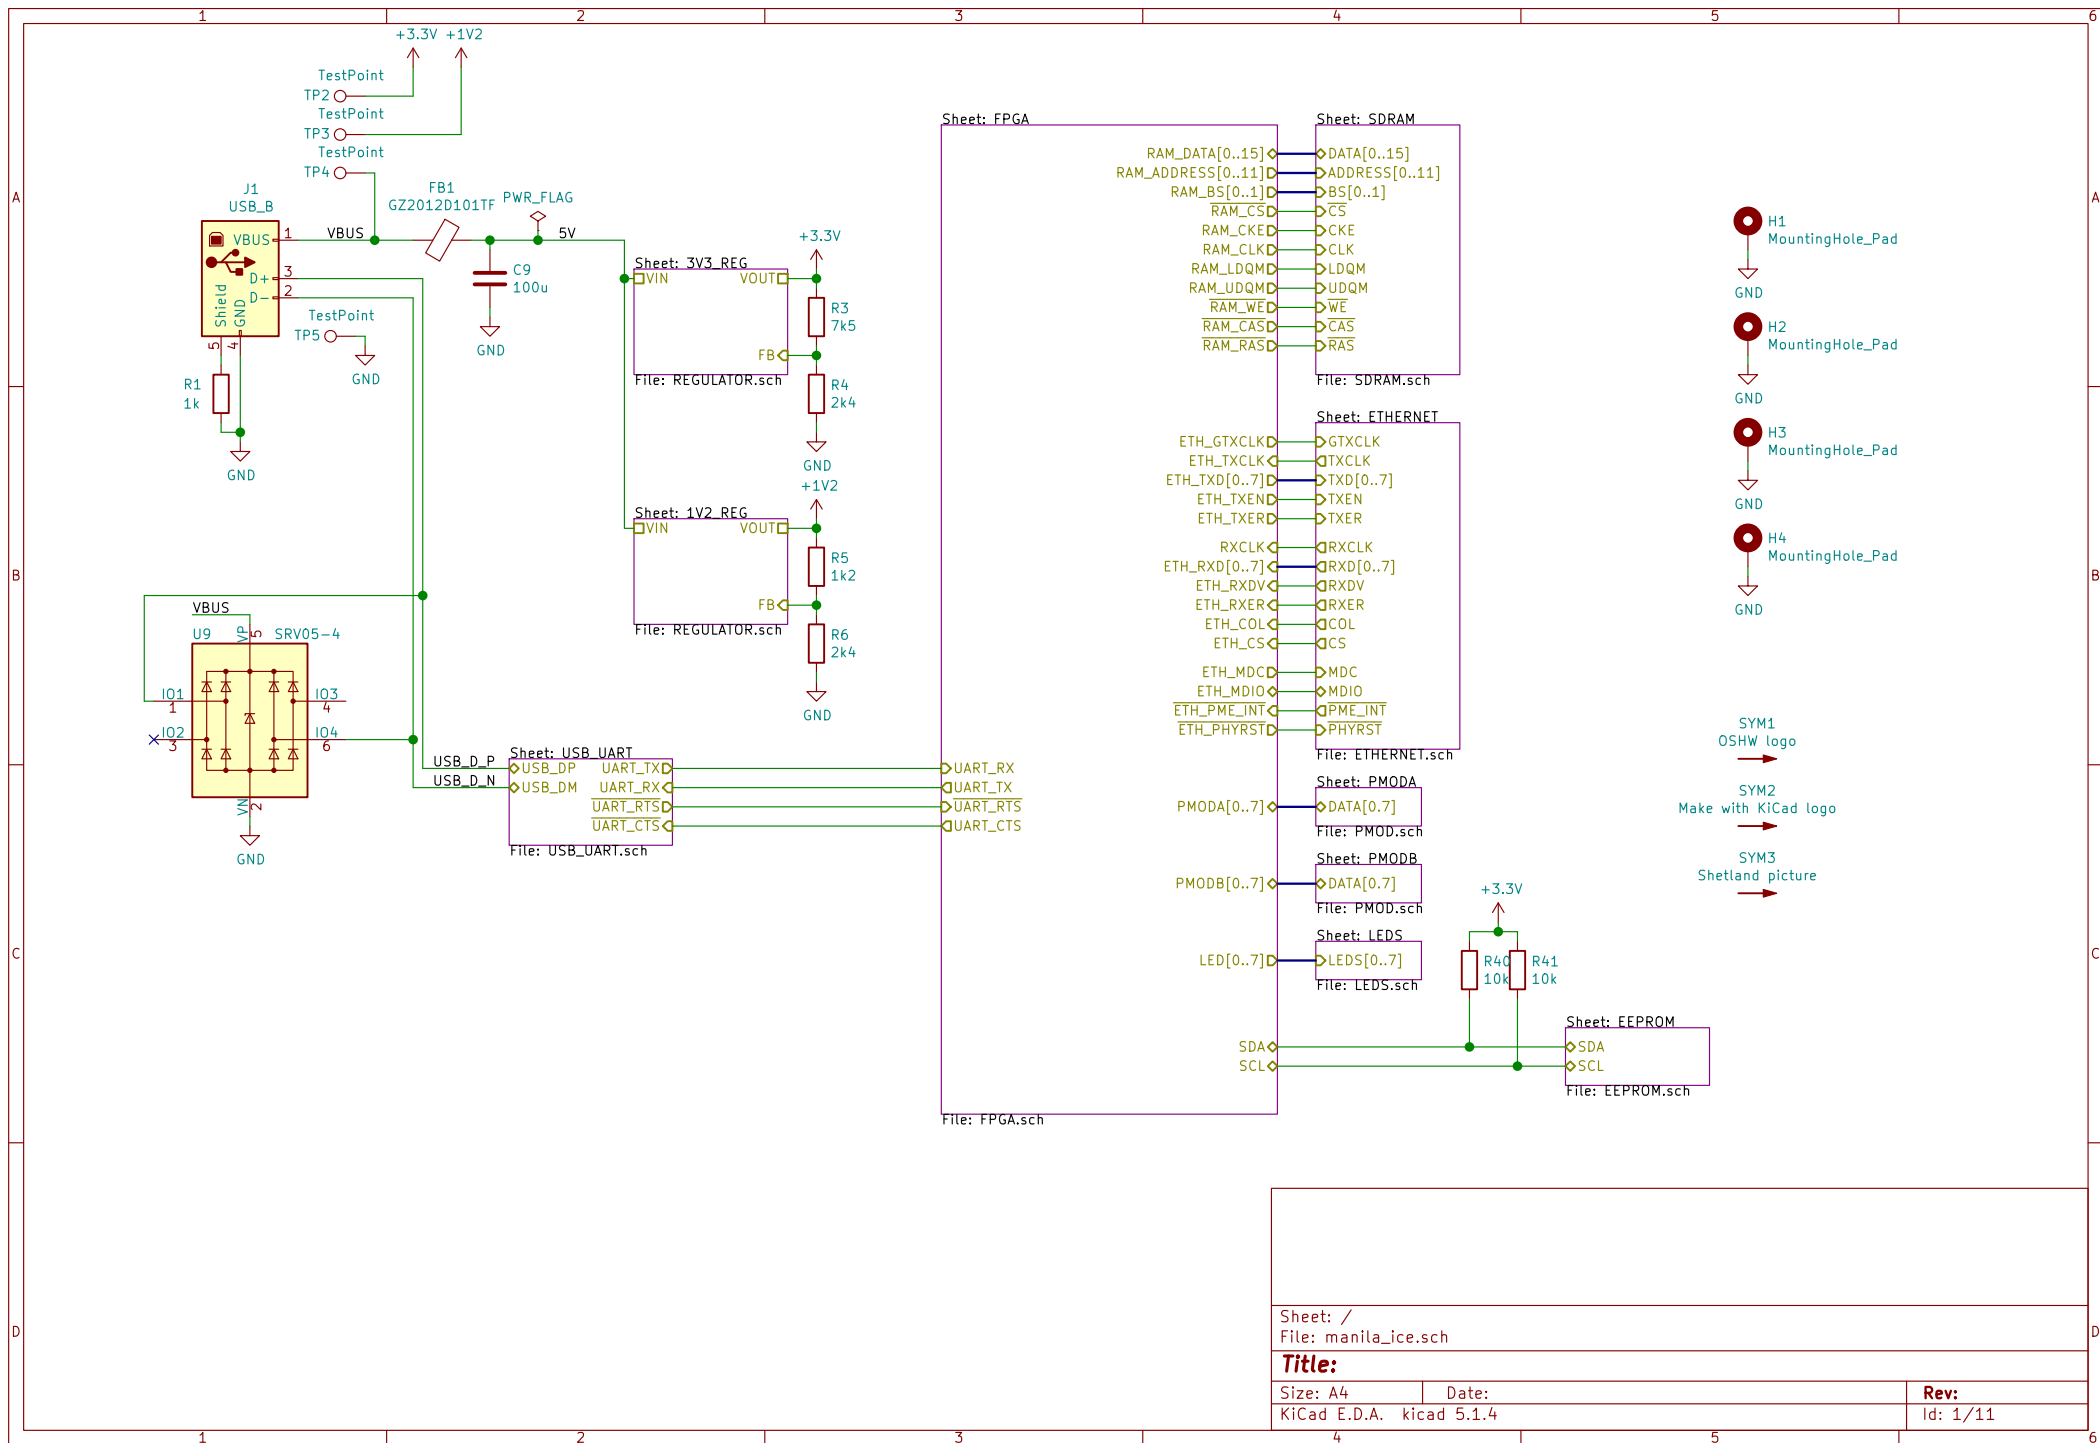 1 2 3 4 5 6
+3.3V +1V2
TestPoint
TP2
TestPoint
TP3
TestPoint
TP4
J1
USB_B
VBUS
1
D+
3
D-
2
Shield
GND
5
4
VBUS
FB1
GZ2012D101TF
PWR_FLAG
5V
C9
100u
GND
TestPoint
TP5
GND
R1
1k
GND
Sheet: 3V3_REG
VIN
VOUT
FB
File: REGULATOR.sch
+3.3V
R3
7k5
R4
2k4
GND
Sheet: 1V2_REG
VIN
VOUT
FB
File: REGULATOR.sch
+1V2
R5
1k2
R6
2k4
GND
VBUS
U9
SRV05-4
VP
5
IO1
1
IO2
3
IO3
4
IO4
6
VN
2
GND
USB_D_P
USB_D_N
Sheet: USB_UART
USB_DP
USB_DM
UART_TX
UART_RX
UART_RTS
UART_CTS
File: USB_UART.sch
Sheet: FPGA
UART_RX
UART_TX
UART_RTS
UART_CTS
RAM_DATA[0..15]
RAM_ADDRESS[0..11]
RAM_BS[0..1]
RAM_CS
RAM_CKE
RAM_CLK
RAM_LDQM
RAM_UDQM
RAM_WE
RAM_CAS
RAM_RAS
ETH_GTXCLK
ETH_TXCLK
ETH_TXD[0..7]
ETH_TXEN
ETH_TXER
RXCLK
ETH_RXD[0..7]
ETH_RXDV
ETH_RXER
ETH_COL
ETH_CS
ETH_MDC
ETH_MDIO
ETH_PME_INT
ETH_PHYRST
PMODA[0..7]
PMODB[0..7]
LED[0..7]
SDA
SCL
File: FPGA.sch
Sheet: SDRAM
DATA[0..15]
ADDRESS[0..11]
BS[0..1]
CS
CKE
CLK
LDQM
UDQM
WE
CAS
RAS
File: SDRAM.sch
Sheet: ETHERNET
GTXCLK
TXCLK
TXD[0..7]
TXEN
TXER
RXCLK
RXD[0..7]
RXDV
RXER
COL
CS
MDC
MDIO
PME_INT
PHYRST
File: ETHERNET.sch
Sheet: PMODA
DATA[0.7]
File: PMOD.sch
Sheet: PMODB
DATA[0.7]
File: PMOD.sch
Sheet: LEDS
LEDS[0..7]
File: LEDS.sch
+3.3V
R40
10k
R41
10k
Sheet: EEPROM
SDA
SCL
File: EEPROM.sch
H1
MountingHole_Pad
GND
H2
MountingHole_Pad
GND
H3
MountingHole_Pad
GND
H4
MountingHole_Pad
GND
SYM1
OSHW logo
SYM2
Make with KiCad logo
SYM3
Shetland picture
A
B
C
D
A
B
C
D
Sheet: /
File: manila_ice.sch
Title:
Size: A4 Date: Rev:
KiCad E.D.A. kicad 5.1.4 Id: 1/11
1 2 3 4 5 6